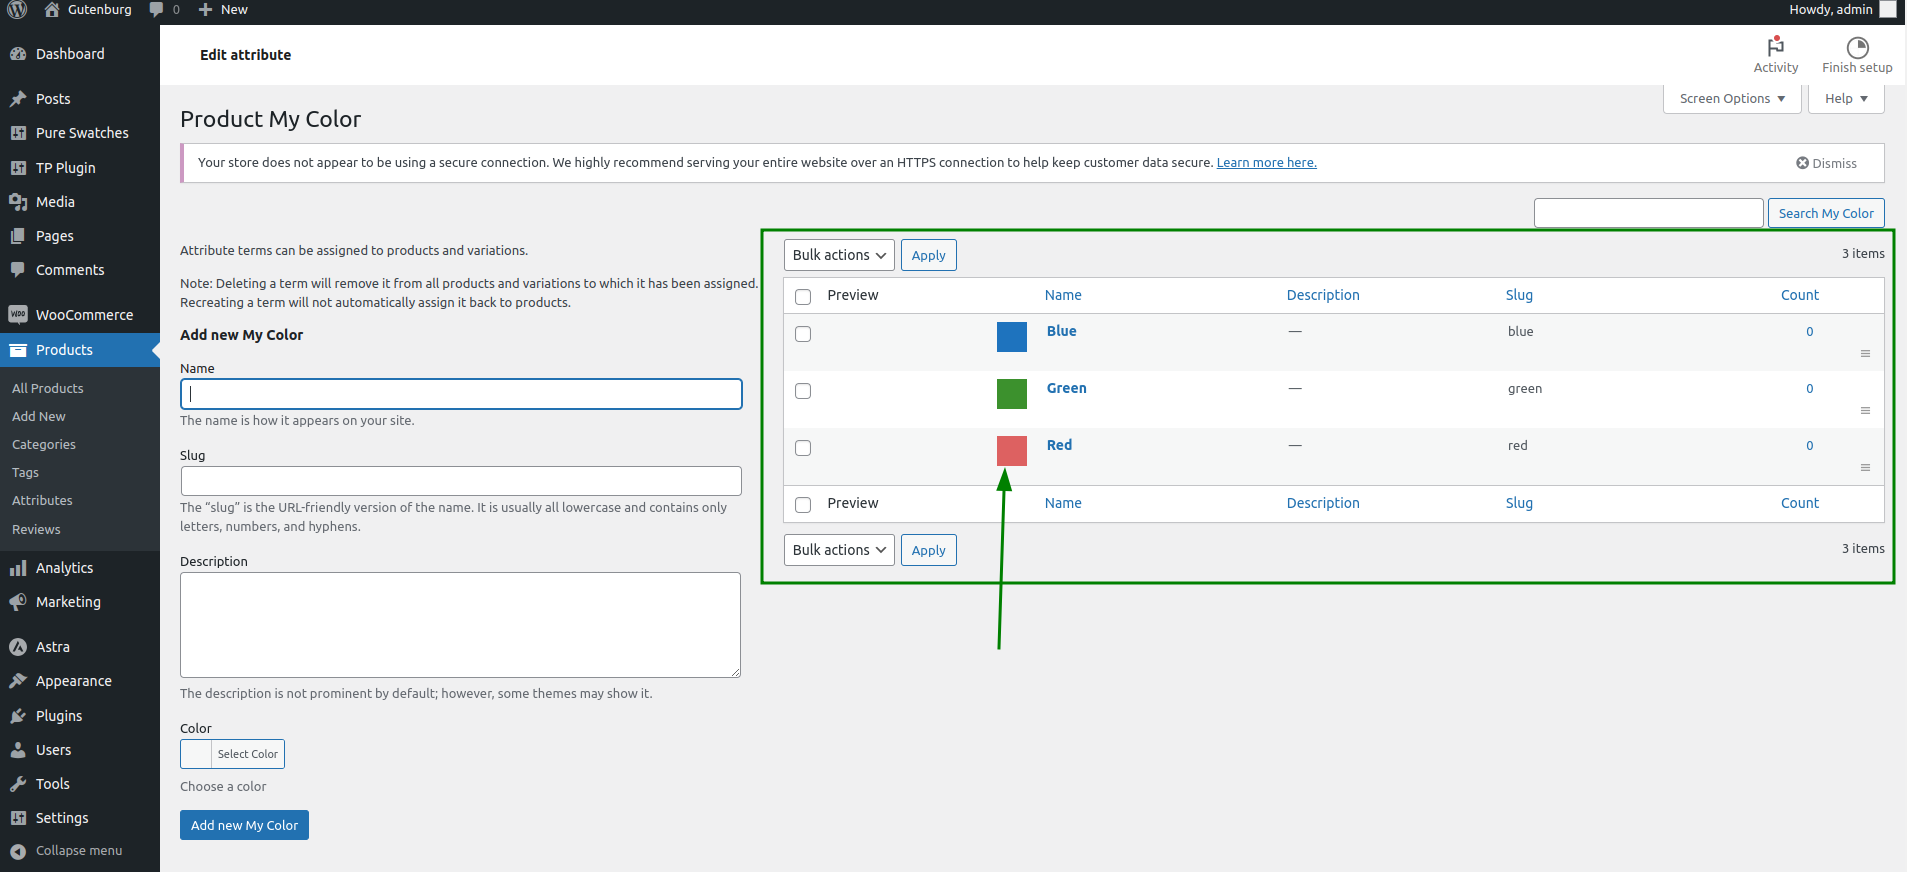 Gutenburg 0 New Howdy, admin
Dashboard
Posts
Pure Swatches
TP Plugin
Media
Pages
Comments
WooCommerce
Products
All Products
Add New
Categories
Tags
Attributes
Reviews
Analytics
Marketing
Astra
Appearance
Plugins
Users
Tools
Settings
Collapse menu
Edit attribute
Activity
Finish setup
Screen Options
Help
Product My Color
Your store does not appear to be using a secure connection. We highly recommend serving your entire website over an HTTPS connection to help keep customer data secure. Learn more here.
Dismiss
Search My Color
Attribute terms can be assigned to products and variations.
Note: Deleting a term will remove it from all products and variations to which it has been assigned.
Recreating a term will not automatically assign it back to products.
Add new My Color
Name
The name is how it appears on your site.
Slug
The “slug” is the URL-friendly version of the name. It is usually all lowercase and contains only
letters, numbers, and hyphens.
Description
The description is not prominent by default; however, some themes may show it.
Color
Select Color
Choose a color
Add new My Color
Bulk actions Apply 3 items
Preview Name Description Slug Count
Blue — blue 0
Green — green 0
Red — red 0
Preview Name Description Slug Count
Bulk actions Apply 3 items